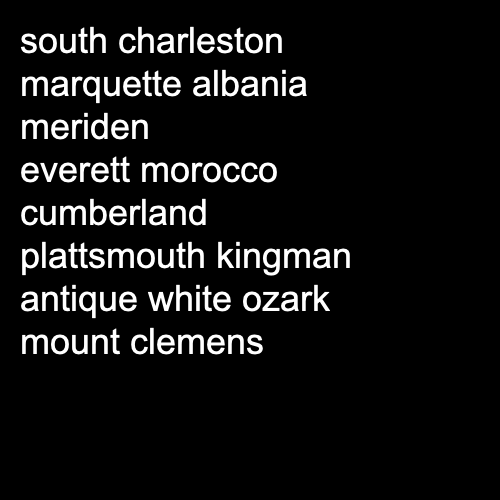 south charleston
marquette albania
meriden
everett morocco
cumberland
plattsmouth kingman
antique white ozark
mount clemens